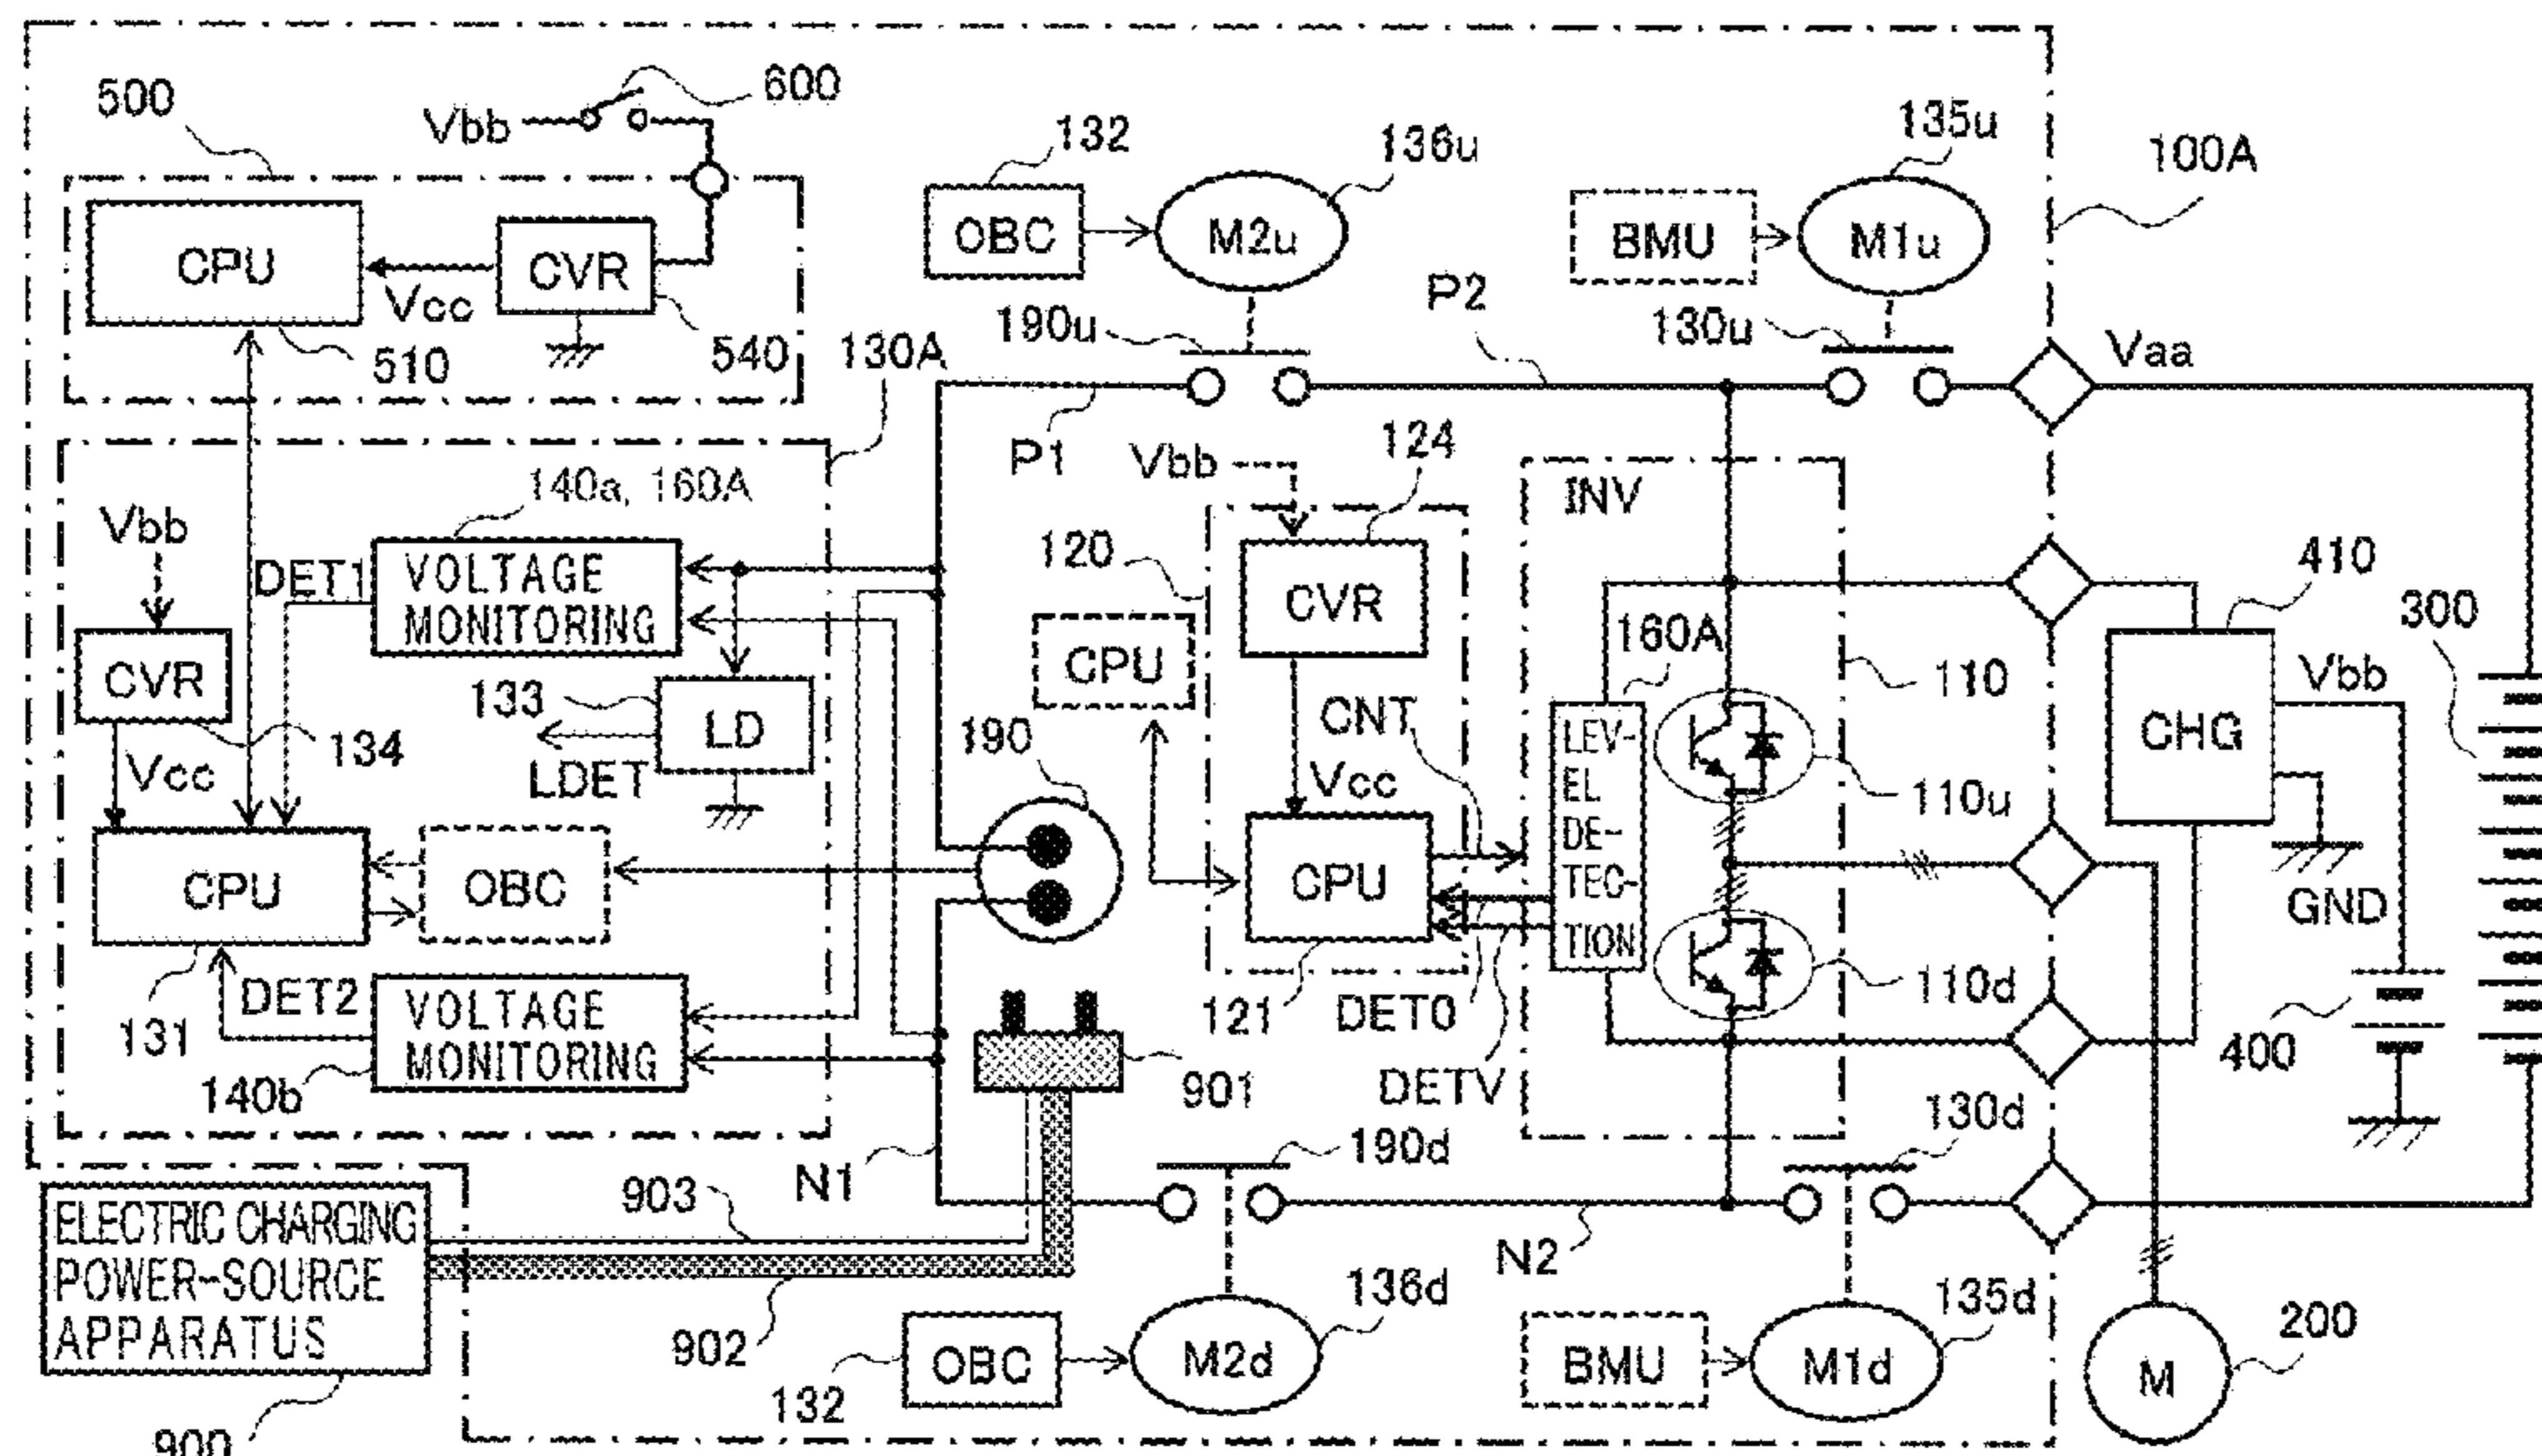 500
Vbb
600
132
136u
135u
100A
CPU
CVR
OBC
M2u
BMU
M1u
Vcc
P2
190u
130u
510
540
130A
Vaa
P1
Vbb
124
140a, 160A
INV
Vbb
DET1
VOLTAGE
MONITORING
120
CVR
410
160A
300
CVR
CPU
110
Vbb
133
LD
190
CNT
LEV-
EL
DE-
TEC-
TION
CHG
134
Vcc
LDET
Vcc
110u
CPU
OBC
CPU
GND
131
DET2
VOLTAGE
MONITORING
121
DET0
110d
400
140b
901
DETV
130d
190d
N1
903
ELECTRIC CHARGING
POWER-SOURCE
APPARATUS
N2
902
136d
135d
200
OBC
M2d
BMU
M1d
M
132
900